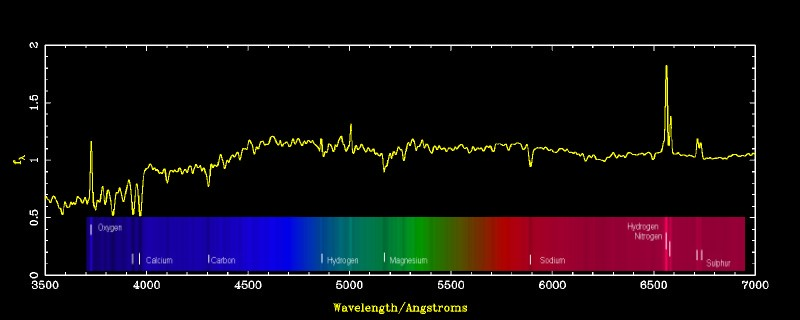 2
1.5
1
0.5
0
fλ
Oxygen
Calcium
Carbon
Hydrogen
Magnesium
Sodium
Hydrogen
Nitrogen
Sulphur
3500 4000 4500 5000 5500 6000 6500 7000
Wavelength/Angstroms